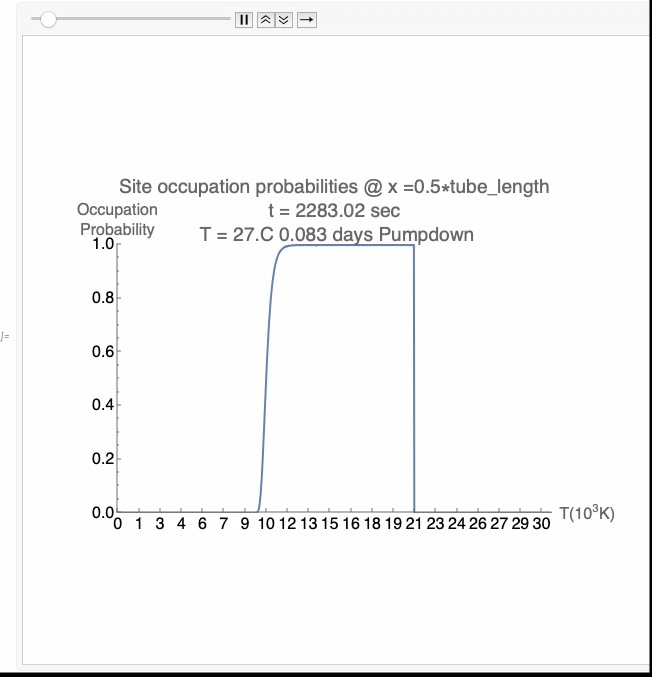 Site occupation probabilities @ x =0.5*tube_length
Occupation Probability
t = 2283.02 sec
T = 27.C 0.083 days Pumpdown
1.0
0.8
0.6
]=
0.4
0.2
0.0
0 1 3 4 6 7 9 10 12 13 15 16 18 19 21 23 24 26 27 29 30
T(10³K)